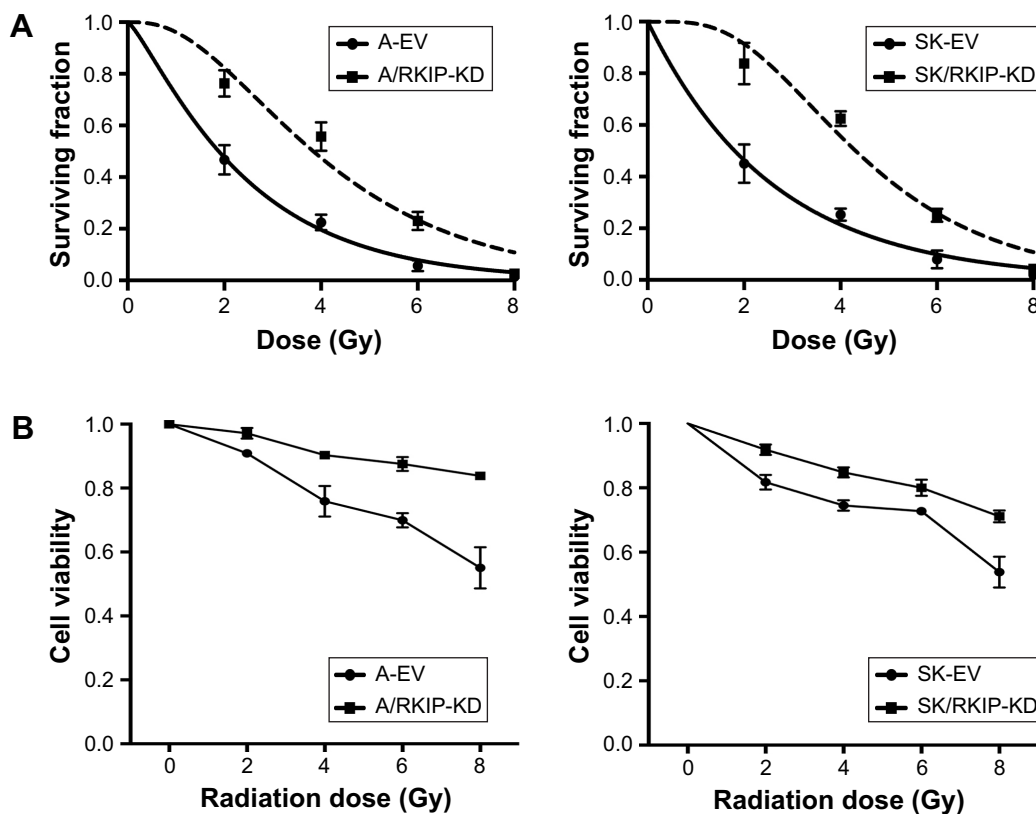 A
1.0
0.8
0.6
0.4
0.2
0.0
Surviving fraction
A-EV
A/RKIP-KD
0 2 4 6 8
Dose (Gy)
1.0
0.8
0.6
0.4
0.2
0.0
Surviving fraction
SK-EV
SK/RKIP-KD
0 2 4 6 8
Dose (Gy)
B
1.0
0.8
0.6
0.4
0.2
0.0
Cell viability
A-EV
A/RKIP-KD
0 2 4 6 8
Radiation dose (Gy)
1.0
0.8
0.6
0.4
0.2
0.0
Cell viability
SK-EV
SK/RKIP-KD
0 2 4 6 8
Radiation dose (Gy)